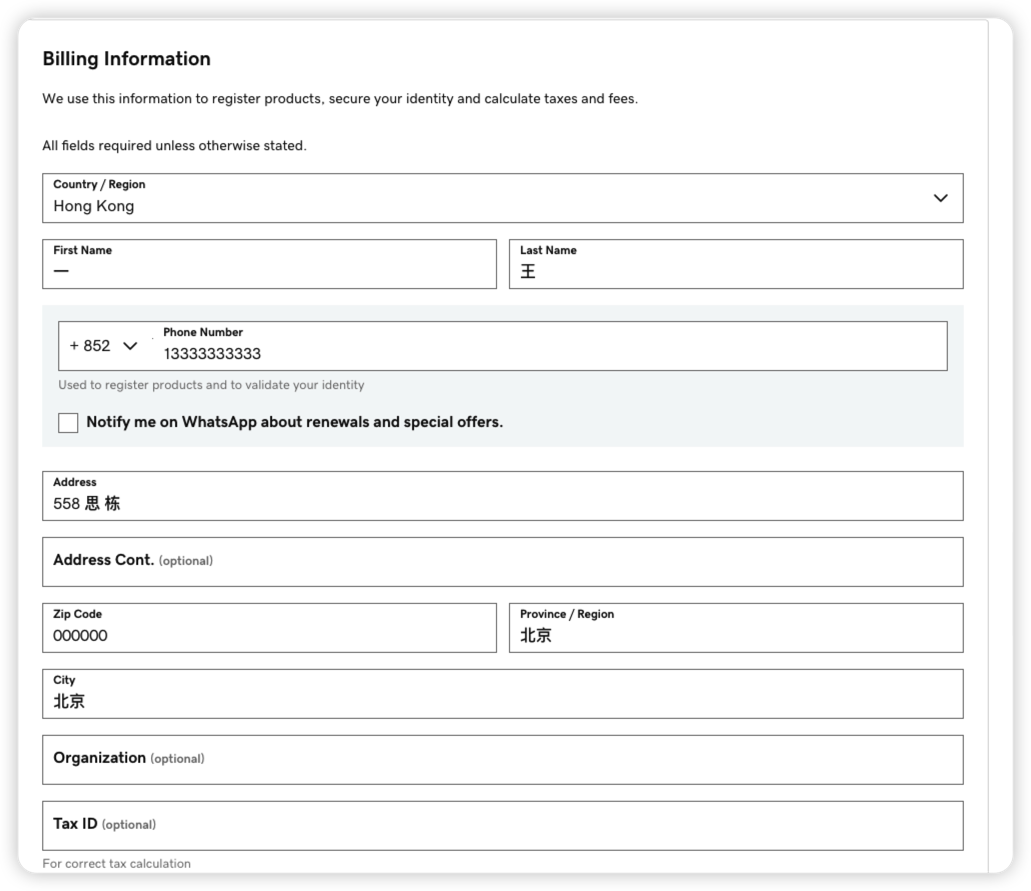 Billing Information
We use this information to register products, secure your identity and calculate taxes and fees.
All fields required unless otherwise stated.
Country / Region
Hong Kong
First Name
一
Last Name
王
+ 852
Phone Number
13333333333
Used to register products and to validate your identity
Notify me on WhatsApp about renewals and special offers.
Address
558 思 栋
Address Cont. (optional)
Zip Code
000000
Province / Region
北京
City
北京
Organization (optional)
Tax ID (optional)
For correct tax calculation